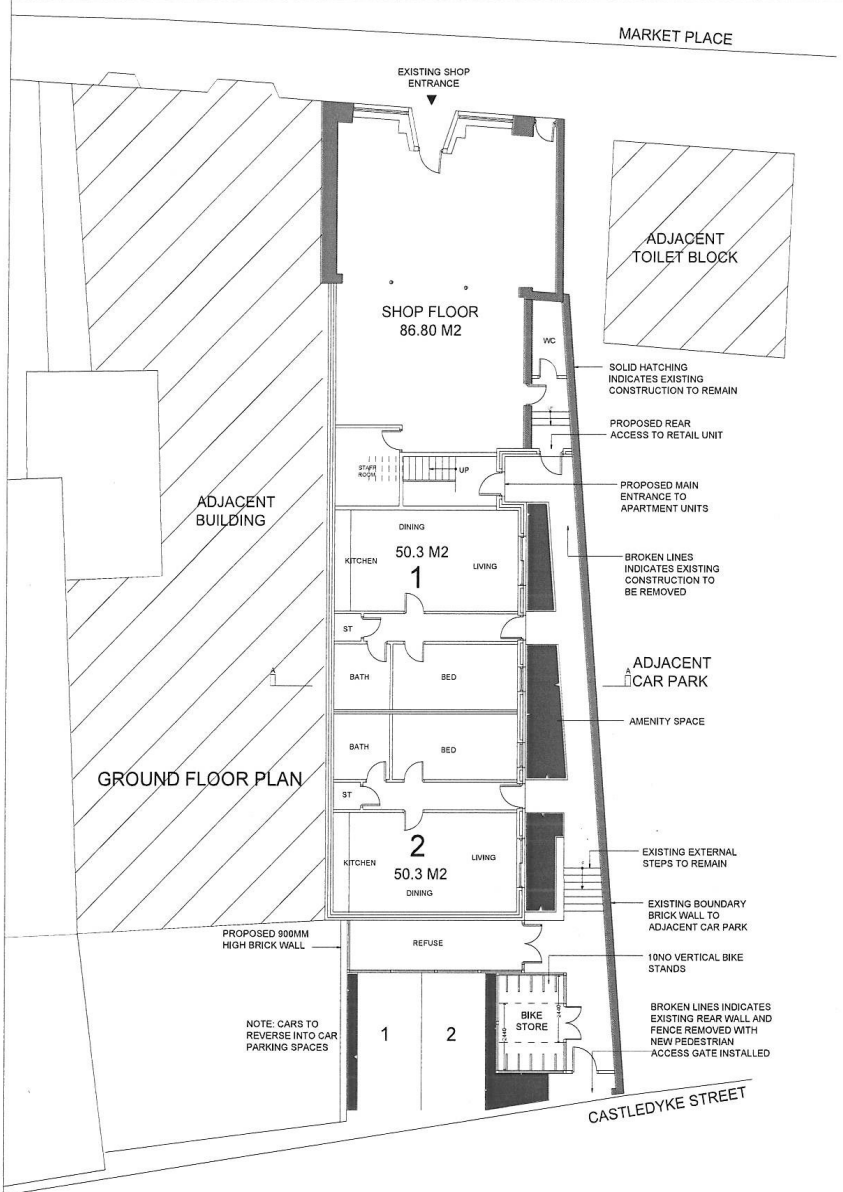 MARKET PLACE
EXISTING SHOP
ENTRANCE
ADJACENT
TOILET BLOCK
SHOP FLOOR
86.80 M2
WC
SOLID HATCHING
INDICATES EXISTING
CONSTRUCTION TO REMAIN
PROPOSED REAR
ACCESS TO RETAIL UNIT
STAFF
ROOM
UP
PROPOSED MAIN
ENTRANCE TO
APARTMENT UNITS
ADJACENT
BUILDING
DINING
50.3 M2
KITCHEN
LIVING
1
BROKEN LINES
INDICATES EXISTING
CONSTRUCTION TO
BE REMOVED
ST
BATH
BED
A
A
ADJACENT
CAR PARK
AMENITY SPACE
BATH
BED
GROUND FLOOR PLAN
ST
2
KITCHEN
LIVING
50.3 M2
DINING
EXISTING EXTERNAL
STEPS TO REMAIN
EXISTING BOUNDARY
BRICK WALL TO
ADJACENT CAR PARK
PROPOSED 900MM
HIGH BRICK WALL
REFUSE
10NO VERTICAL BIKE
STANDS
BIKE
STORE
2440
2440
NOTE: CARS TO
REVERSE INTO CAR
PARKING SPACES
1
2
BROKEN LINES INDICATES
EXISTING REAR WALL AND
FENCE REMOVED WITH
NEW PEDESTRIAN
ACCESS GATE INSTALLED
CASTLEDYKE STREET